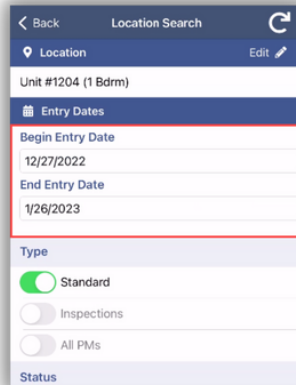 Back Location Search
Location Edit
Unit #1204 (1 Bdrm)
Entry Dates
Begin Entry Date
12/27/2022
End Entry Date
1/26/2023
Type
Standard
Inspections
All PMs
Status